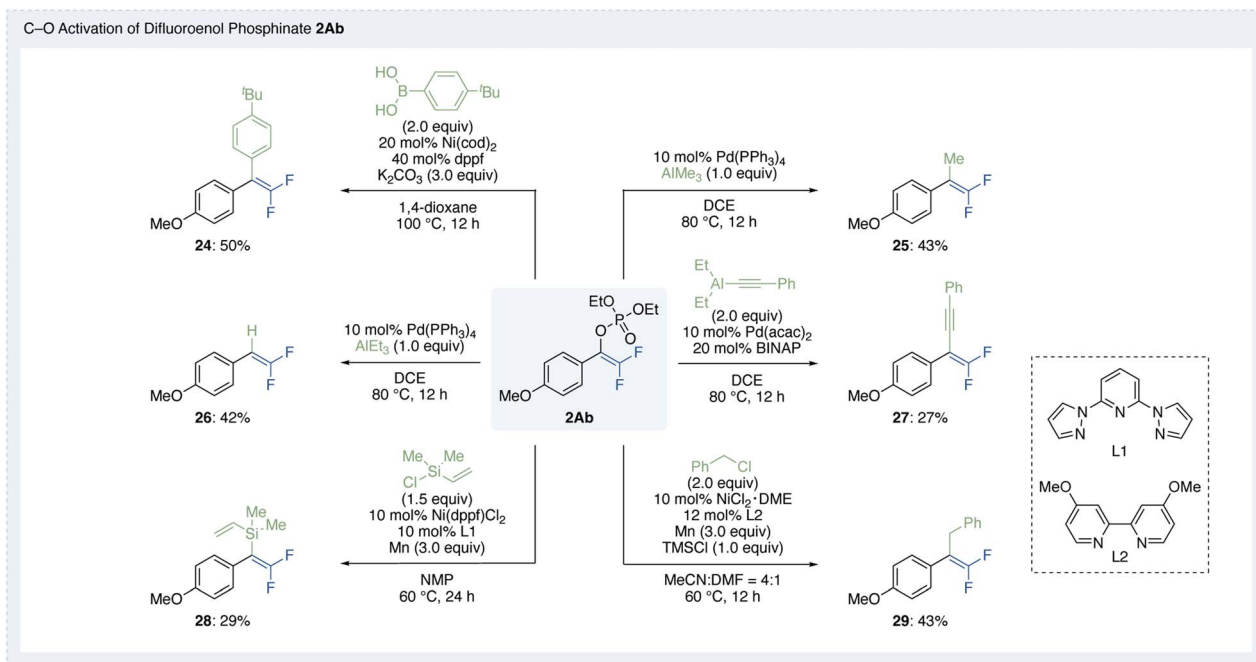 C–O Activation of Difluoroenol Phosphinate 2Ab
tBu
MeO
F
F
24: 50%
HO
B
HO
tBu
(2.0 equiv)
20 mol% Ni(cod)2
40 mol% dppf
K2CO3 (3.0 equiv)
1,4-dioxane
100 °C, 12 h
10 mol% Pd(PPh3)4
AlMe3 (1.0 equiv)
DCE
80 °C, 12 h
Me
F
F
MeO
25: 43%
H
F
F
MeO
26: 42%
10 mol% Pd(PPh3)4
AlEt3 (1.0 equiv)
DCE
80 °C, 12 h
EtO
OEt
P
O
O
F
F
MeO
2Ab
Et
Al
Ph
Et
(2.0 equiv)
10 mol% Pd(acac)2
20 mol% BINAP
DCE
80 °C, 12 h
Ph
F
F
MeO
27: 27%
Me
Si
Me
F
F
MeO
28: 29%
Me
Me
Si
Cl
(1.5 equiv)
10 mol% Ni(dppf)Cl2
10 mol% L1
Mn (3.0 equiv)
NMP
60 °C, 24 h
Ph
Cl
(2.0 equiv)
10 mol% NiCl2·DME
12 mol% L2
Mn (3.0 equiv)
TMSCl (1.0 equiv)
MeCN:DMF = 4:1
60 °C, 12 h
Ph
F
F
MeO
29: 43%
N
N
N
N
N
L1
MeO
OMe
N
N
L2